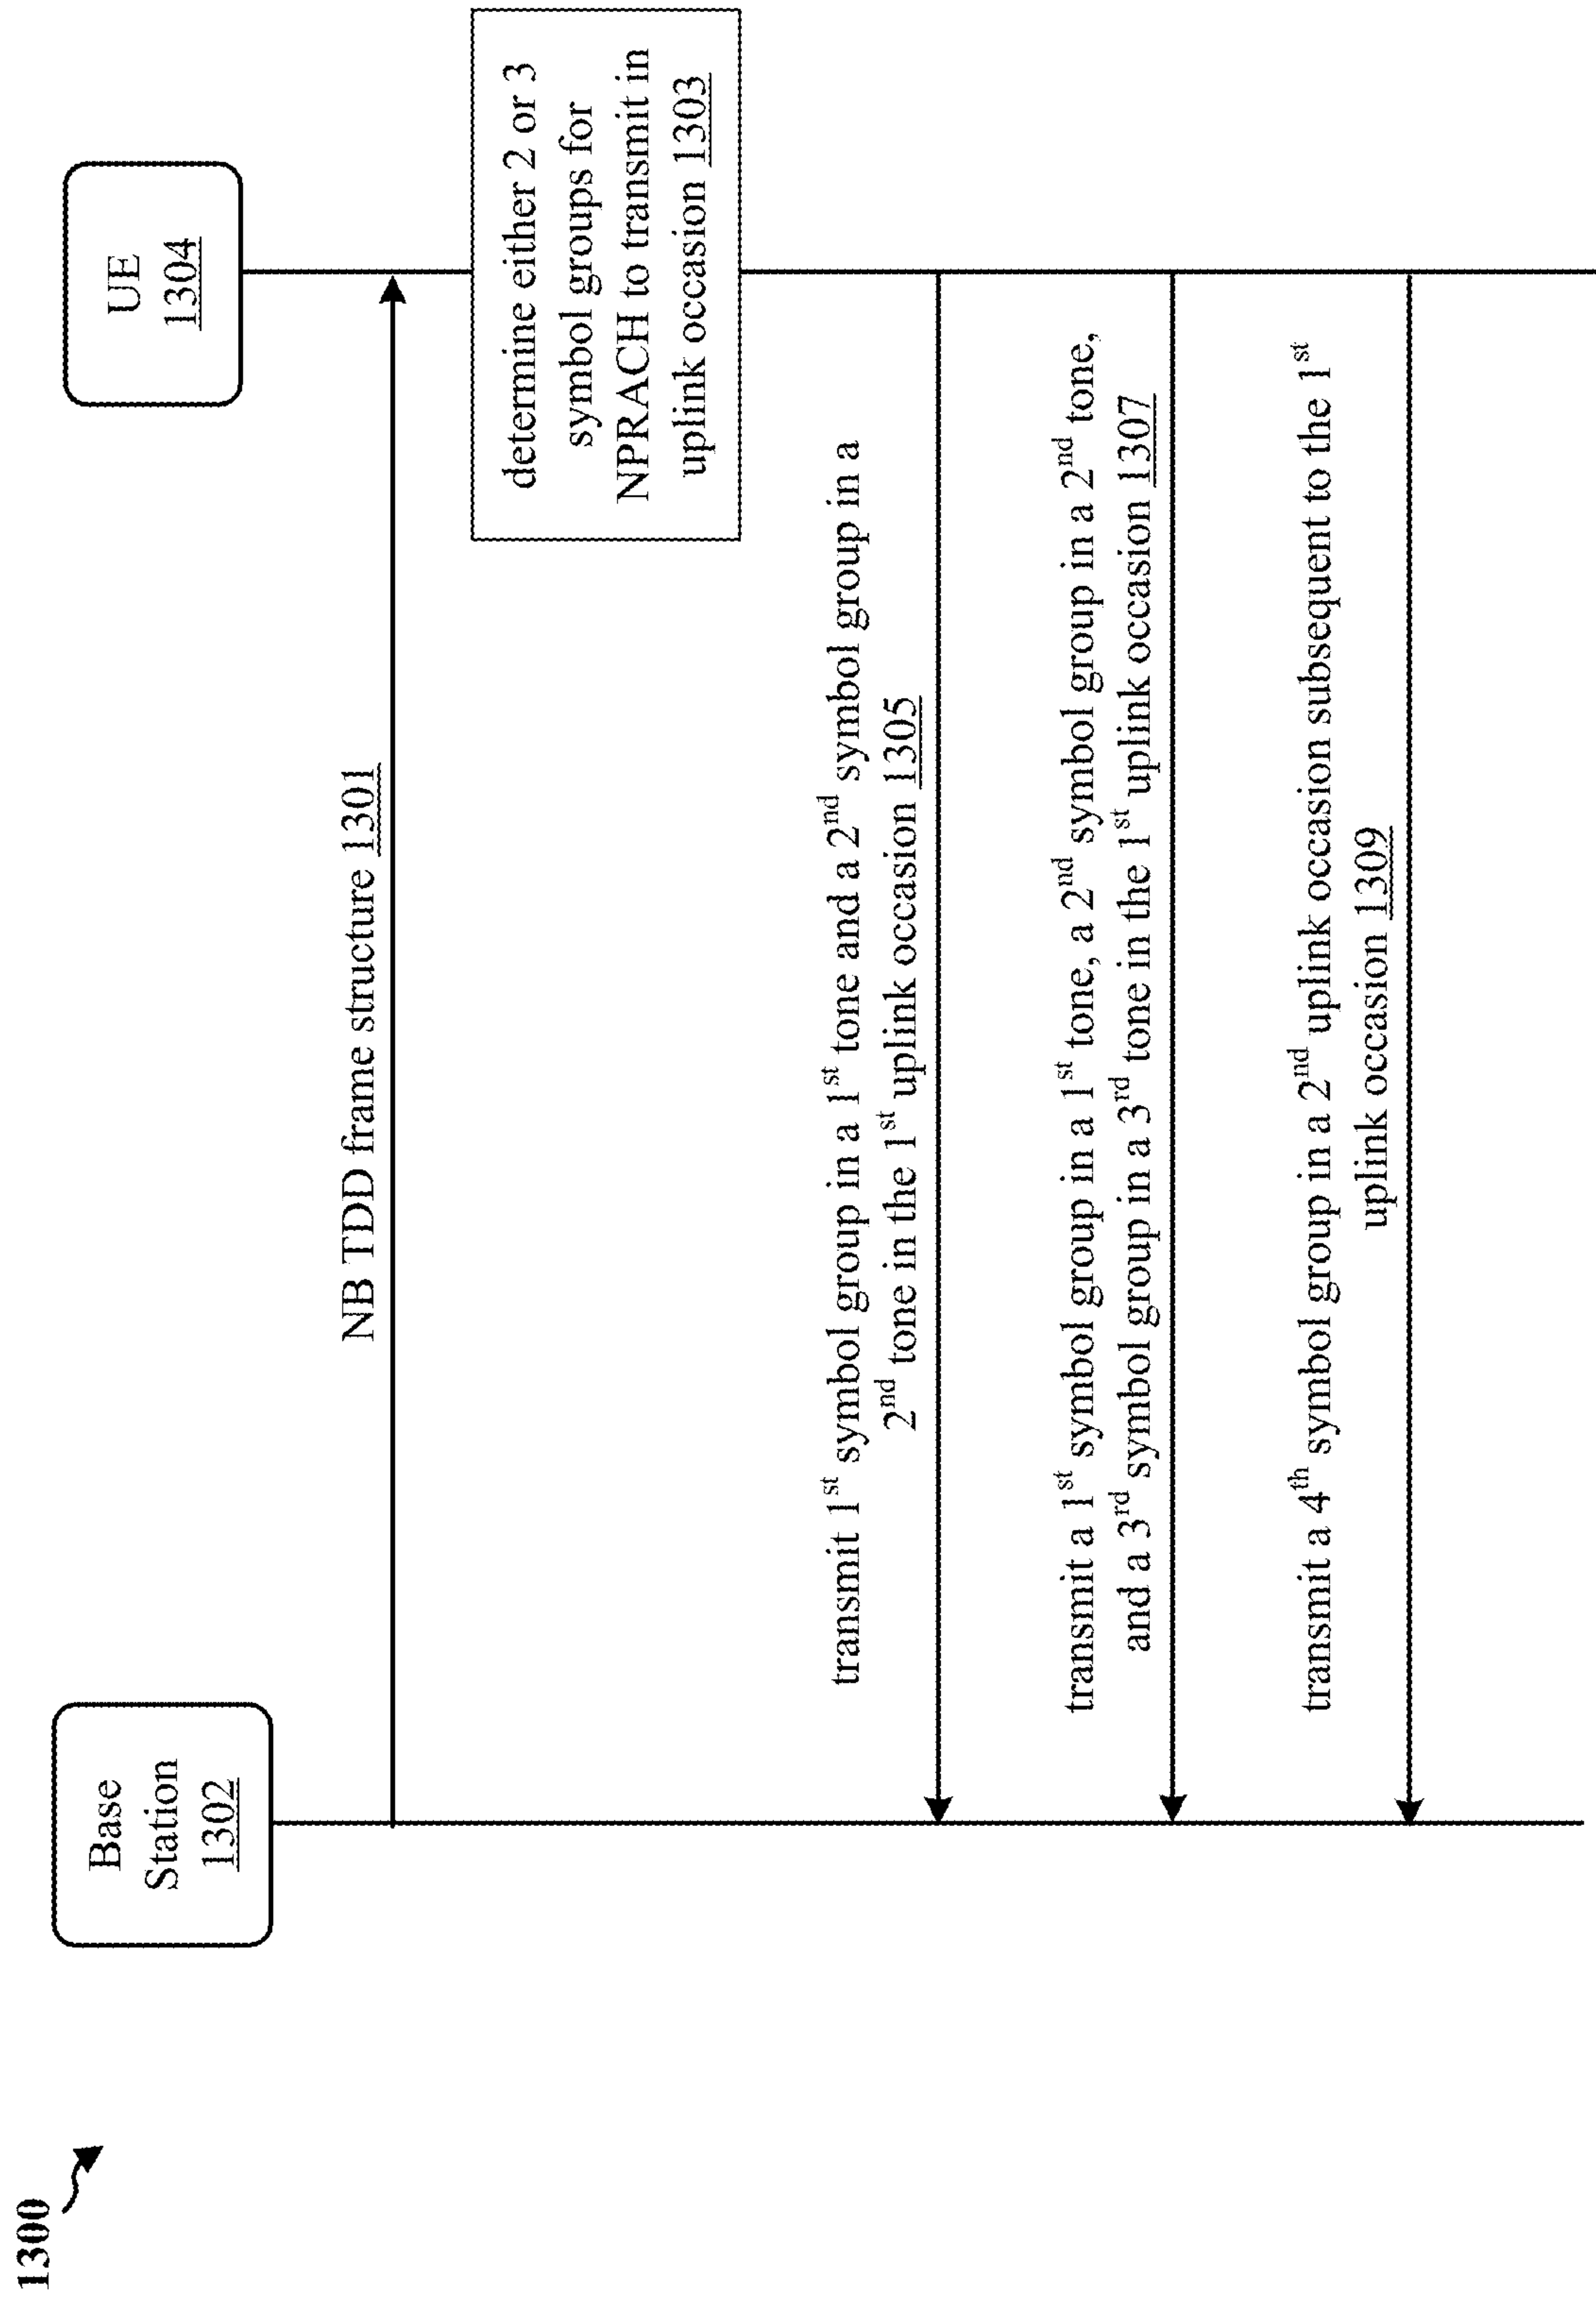 1300
Base
Station
1302
UE
1304
NB TDD frame structure 1301
determine either 2 or 3
symbol groups for
NPRACH to transmit in
uplink occasion 1303
transmit 1st symbol group in a 1st tone and a 2nd symbol group in a
2nd tone in the 1st uplink occasion 1305
transmit a 1st symbol group in a 1st tone, a 2nd symbol group in a 2nd tone,
and a 3rd symbol group in a 3rd tone in the 1st uplink occasion 1307
transmit a 4th symbol group in a 2nd uplink occasion subsequent to the 1st
uplink occasion 1309